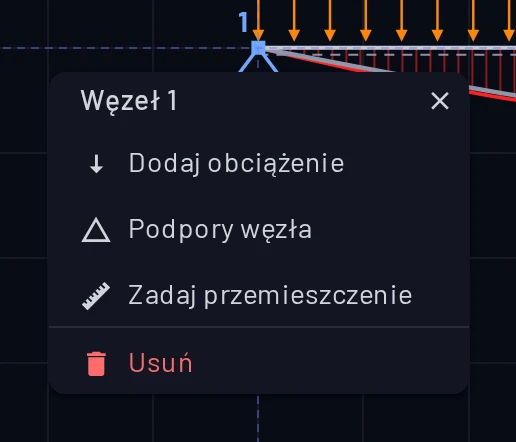 1
Węzeł 1
Dodaj obciążenie
Podpory węzła
Zadaj przemieszczenie
Usuń